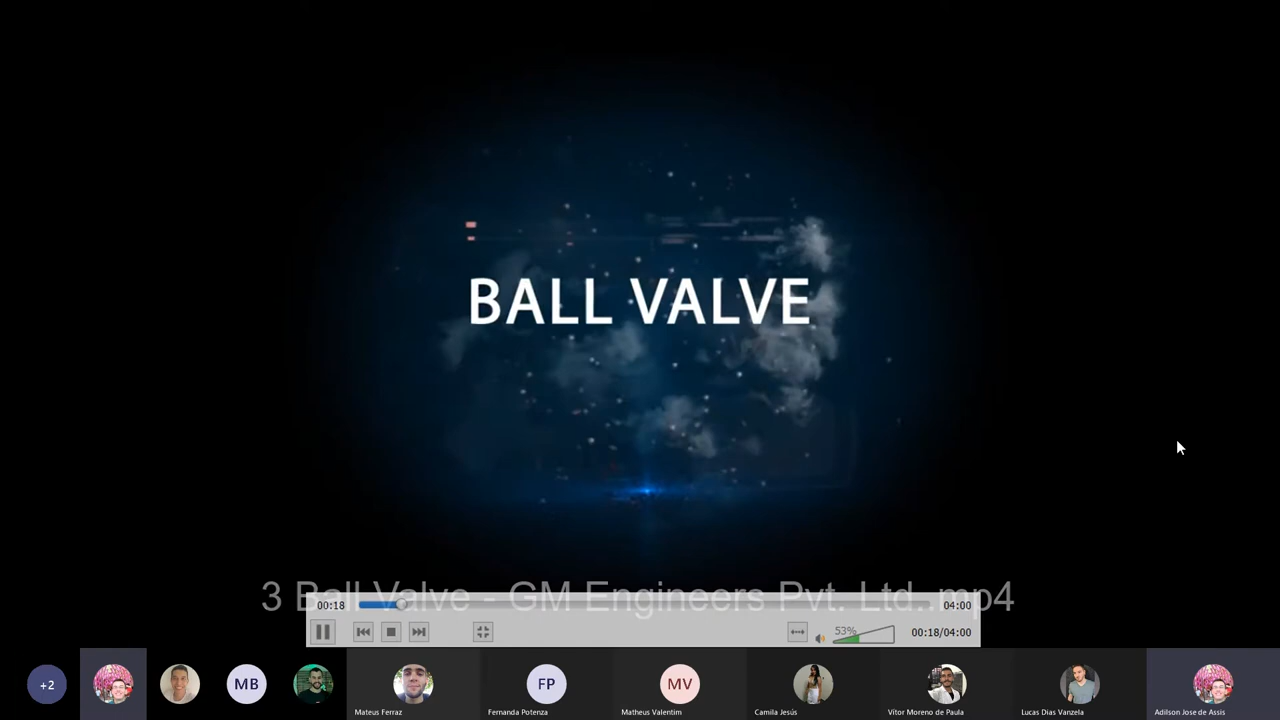 BALL VALVE
3 Ball Valve - GM Engineers Pvt. Ltd..mp4
00:18
04:00
53%
00:18/04:00
+2
MB
FP
MV
Mateus Ferraz
Fernanda Potenza
Matheus Valentim
Camila Jesús
Vítor Moreno de Paula
Lucas Dias Vanzela
Adilson Jose de Assis